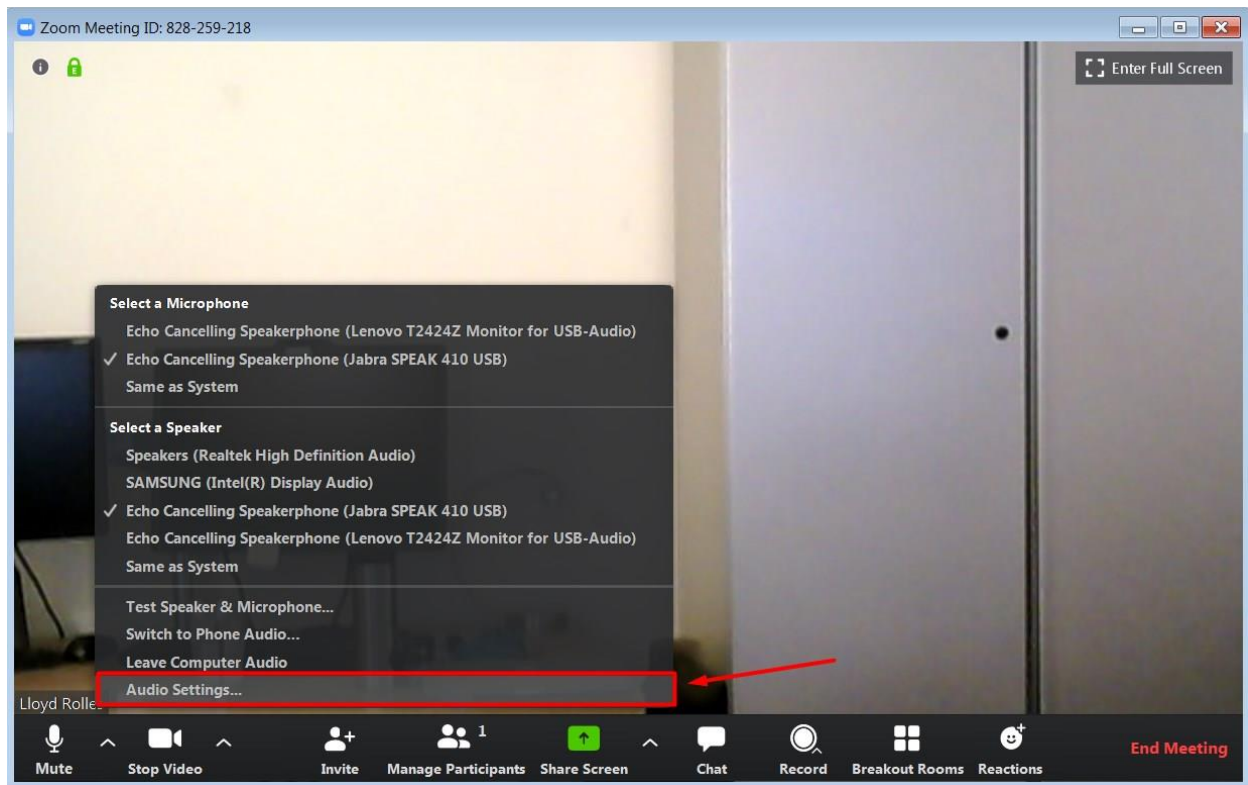 Zoom Meeting ID: 828-259-218
Enter Full Screen
Select a Microphone
Echo Cancelling Speakerphone (Lenovo T2424Z Monitor for USB-Audio)
✓ Echo Cancelling Speakerphone (Jabra SPEAK 410 USB)
Same as System
Select a Speaker
Speakers (Realtek High Definition Audio)
SAMSUNG (Intel(R) Display Audio)
✓ Echo Cancelling Speakerphone (Jabra SPEAK 410 USB)
Echo Cancelling Speakerphone (Lenovo T2424Z Monitor for USB-Audio)
Same as System
Test Speaker & Microphone...
Switch to Phone Audio...
Leave Computer Audio
Audio Settings...
Lloyd Rolle
1
Mute Stop Video Invite Manage Participants Share Screen Chat Record Breakout Rooms Reactions End Meeting